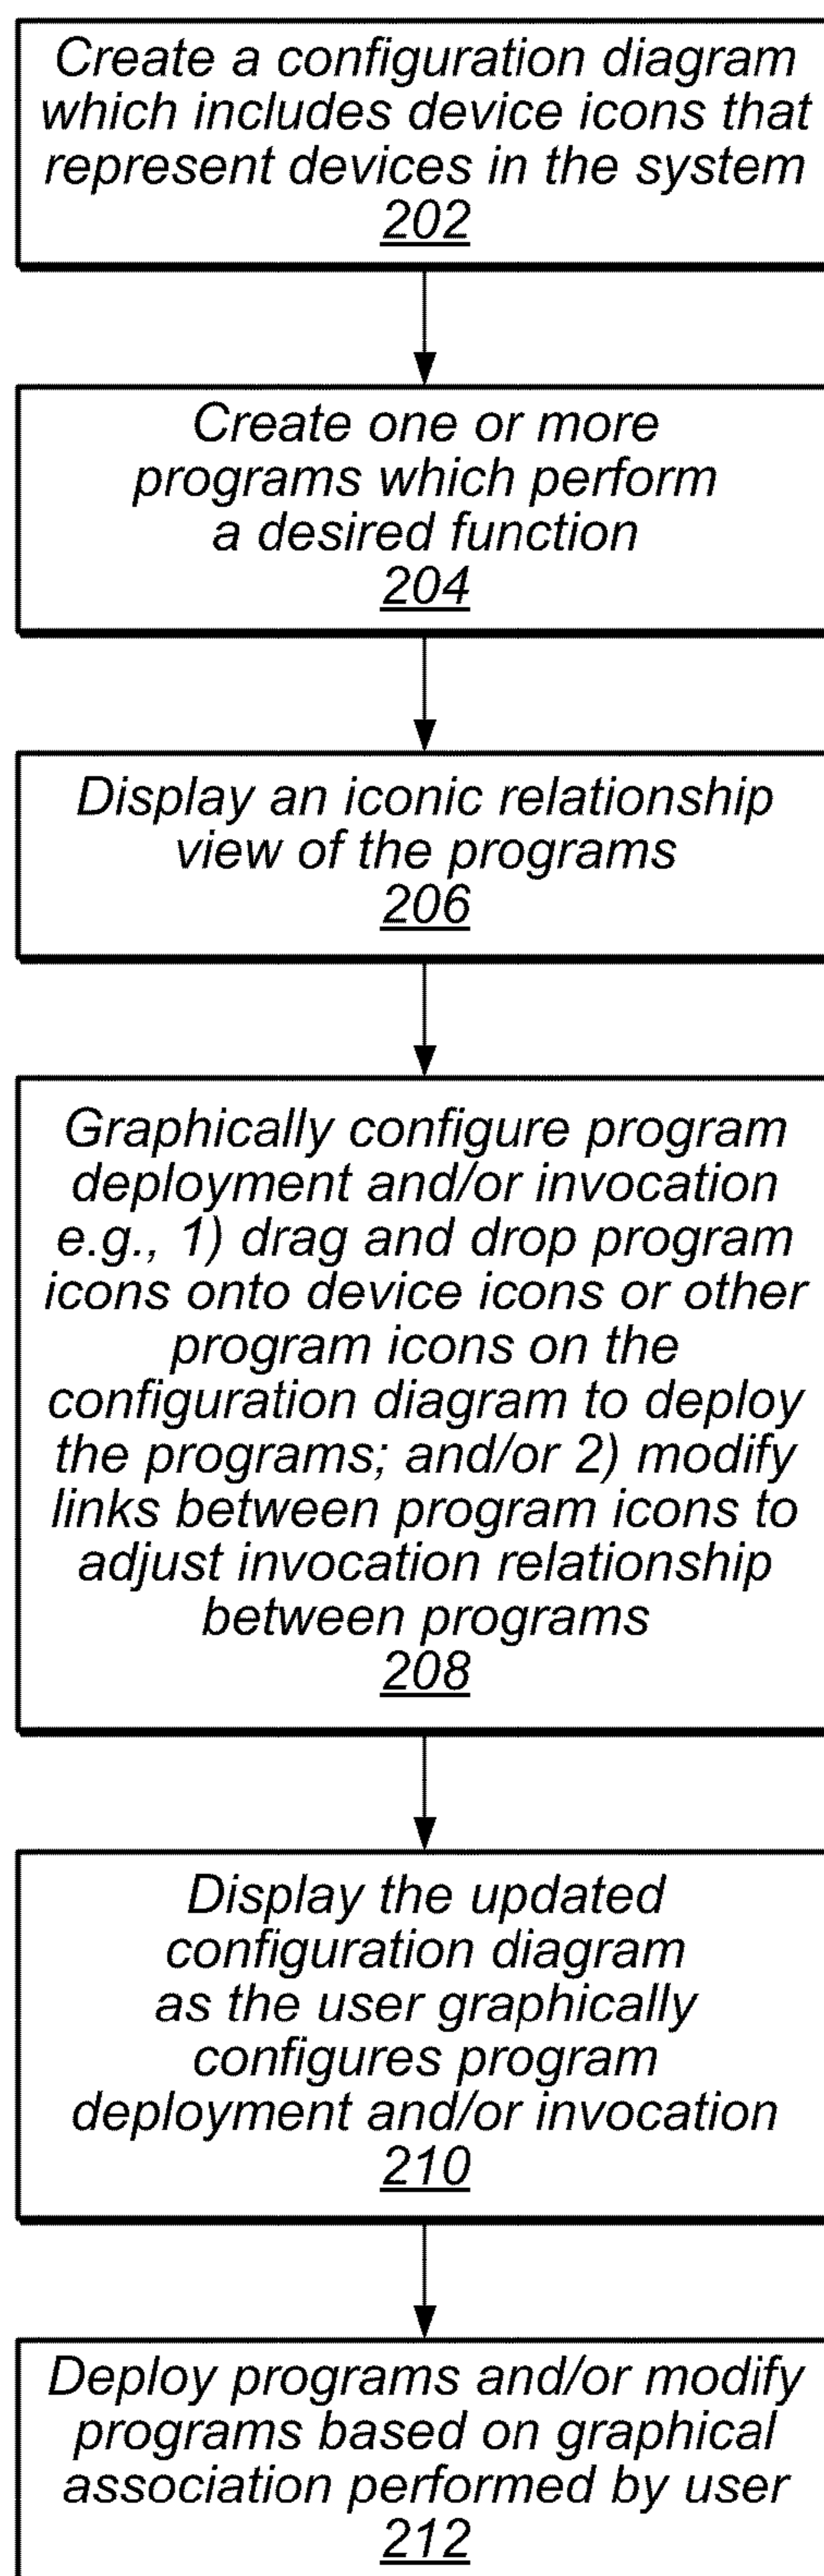 Create a configuration diagram
which includes device icons that
represent devices in the system
202
Create one or more
programs which perform
a desired function
204
Display an iconic relationship
view of the programs
206
Graphically configure program
deployment and/or invocation
e.g., 1) drag and drop program
icons onto device icons or other
program icons on the
configuration diagram to deploy
the programs; and/or 2) modify
links between program icons to
adjust invocation relationship
between programs
208
Display the updated
configuration diagram
as the user graphically
configures program
deployment and/or invocation
210
Deploy programs and/or modify
programs based on graphical
association performed by user
212